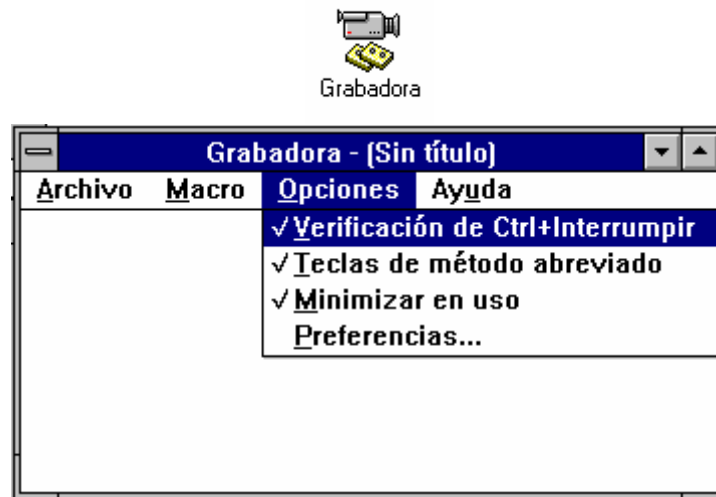 Grabadora
Grabadora - (Sin título)
Archivo Macro Opciones Ayuda
√ Verificación de Ctrl+Interrumpir
√ Teclas de método abreviado
√ Minimizar en uso
Preferencias...